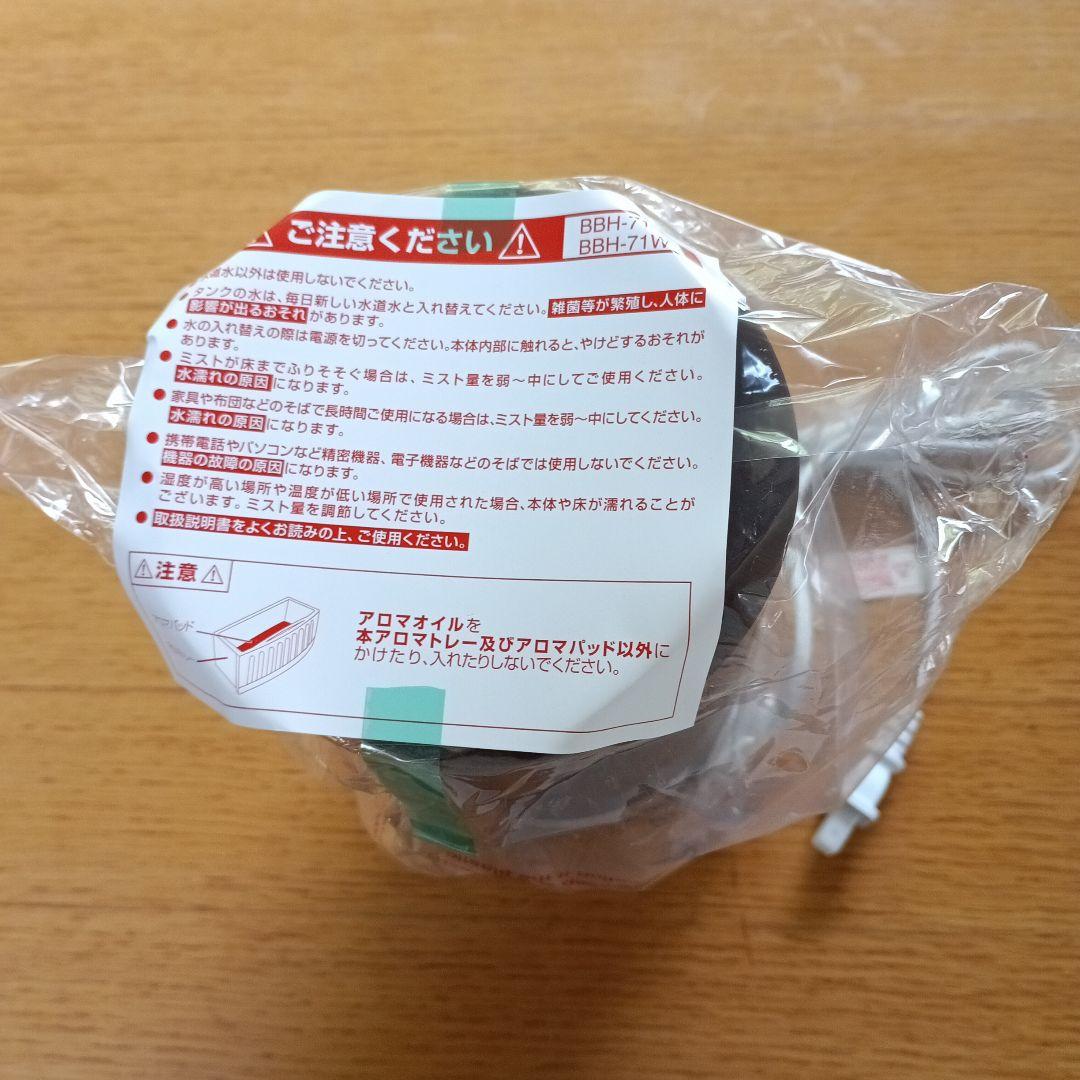 ご注意ください
BBH-71
BBH-71W
道水以外は使用しないでください。
タンクの水は、毎日新しい水道水と入れ替えてください。雑菌等が繁殖し、人体に
影響が出るおそれがあります。
● 水の入れ替えの際は電源を切ってください。本体内部に触れると、やけどするおそれが
あります。
● ミストが床までふりそそぐ場合は、ミスト量を弱～中にしてご使用ください。
水濡れの原因になります。
● 家具や布団などのそばで長時間ご使用になる場合は、ミスト量を弱～中にしてください。
水濡れの原因になります。
● 携帯電話やパソコンなど精密機器、電子機器などのそばでは使用しないでください。
機器の故障の原因になります。
● 湿度が高い場所や温度が低い場所で使用された場合、本体や床が濡れることが
ございます。ミスト量を調節してください。
● 取扱説明書をよくお読みの上、ご使用ください。
注意
アロマオイルを
本アロマトレー及びアロマパッド以外に
かけたり、入れたりしないでください。